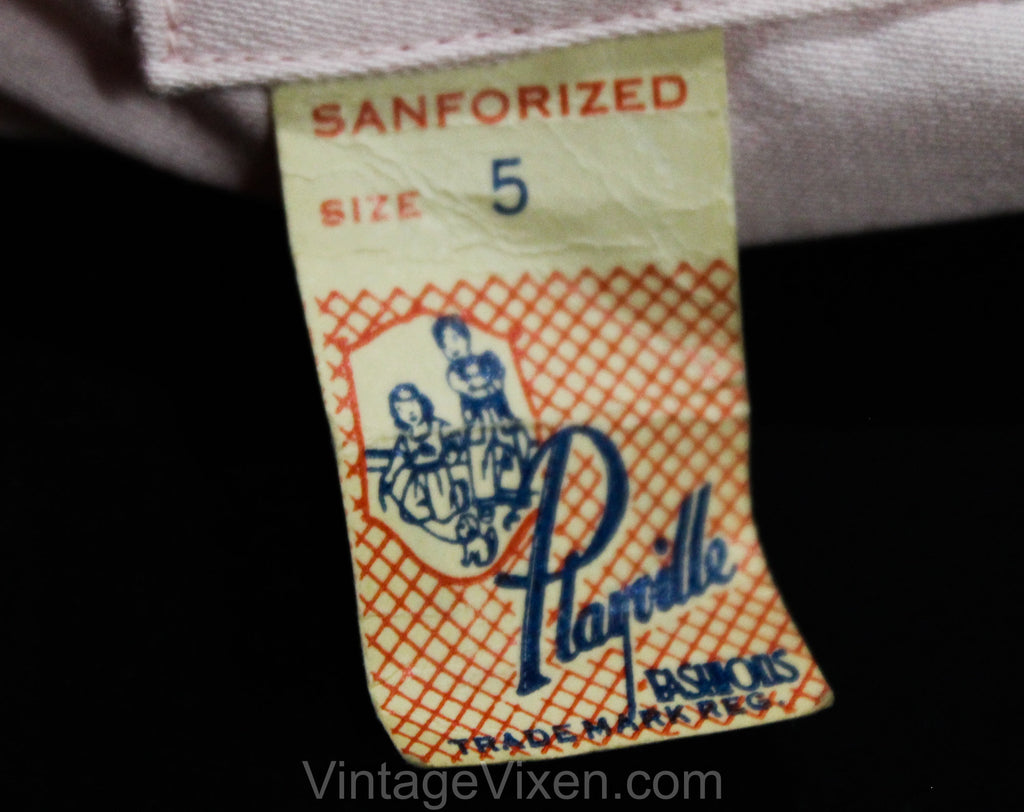 SANFORIZED
SIZE 5
Playville
FASHIONS
TRADE MARK REG.
VintageVixen.com